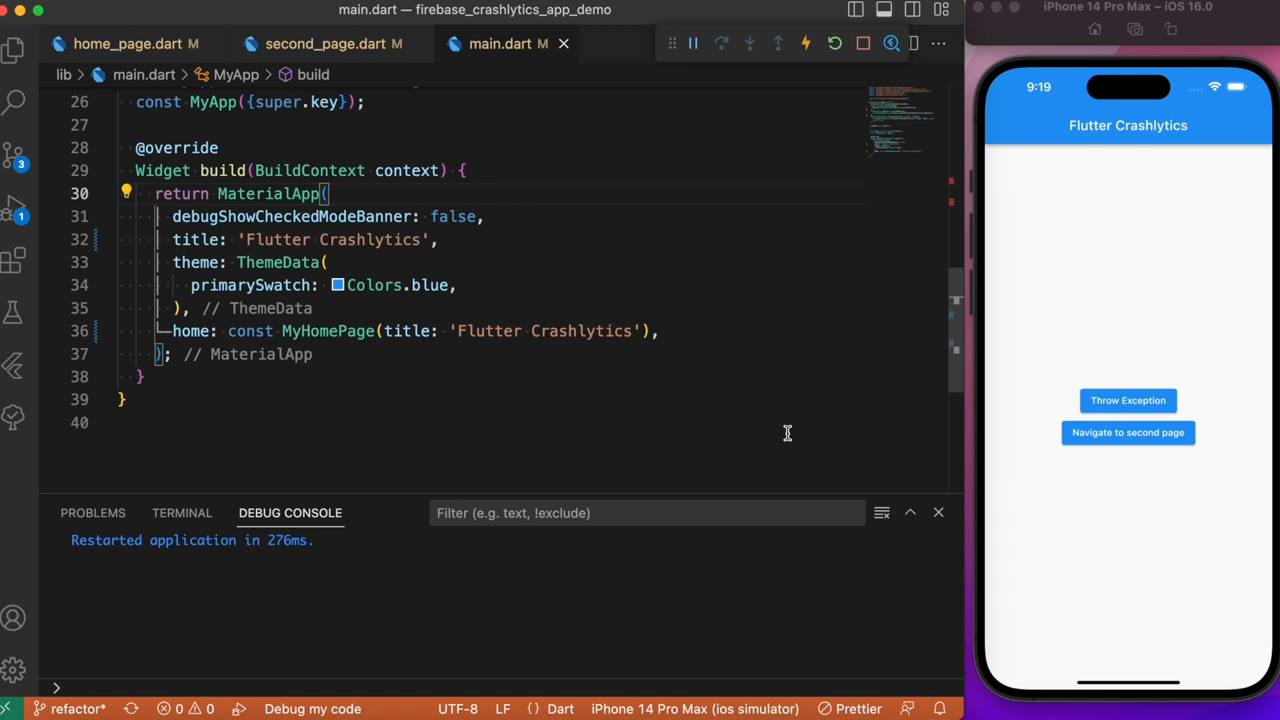 main.dart — firebase_crashlytics_app_demo
iPhone 14 Pro Max – iOS 16.0
home_page.dart M
second_page.dart M
main.dart M
lib > main.dart > MyApp > build
26 const MyApp({super.key});
27
28 @override
29 Widget build(BuildContext context) {
30 return MaterialApp(
31 debugShowCheckedModeBanner: false,
32 title: 'Flutter Crashlytics',
33 theme: ThemeData(
34 primarySwatch: Colors.blue,
35 ), // ThemeData
36 home: const MyHomePage(title: 'Flutter Crashlytics'),
37 ); // MaterialApp
38 }
39 }
40
3
1
PROBLEMS TERMINAL DEBUG CONSOLE
Filter (e.g. text, !exclude)
Restarted application in 276ms.
>
refactor* 0 0 Debug my code UTF-8 LF {} Dart iPhone 14 Pro Max (ios simulator) Prettier
9:19
Flutter Crashlytics
Throw Exception
Navigate to second page